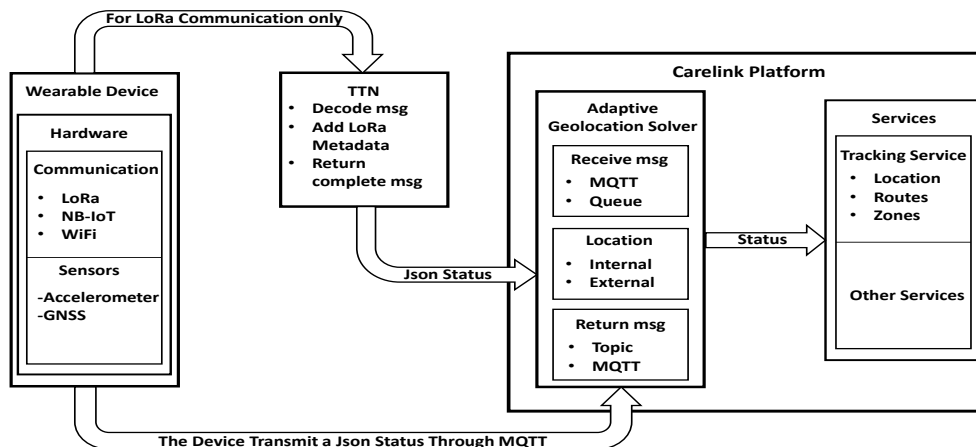 For LoRa Communication only
Wearable Device
Hardware
Communication
• LoRa
• NB-IoT
• WiFi
Sensors
-Accelerometer
-GNSS
TTN
• Decode msg
• Add LoRa
Metadata
• Return
complete msg
Json Status
Carelink Platform
Adaptive
Geolocation Solver
Receive msg
• MQTT
• Queue
Location
• Internal
• External
Return msg
• Topic
• MQTT
Status
Services
Tracking Service
• Location
• Routes
• Zones
Other Services
The Device Transmit a Json Status Through MQTT